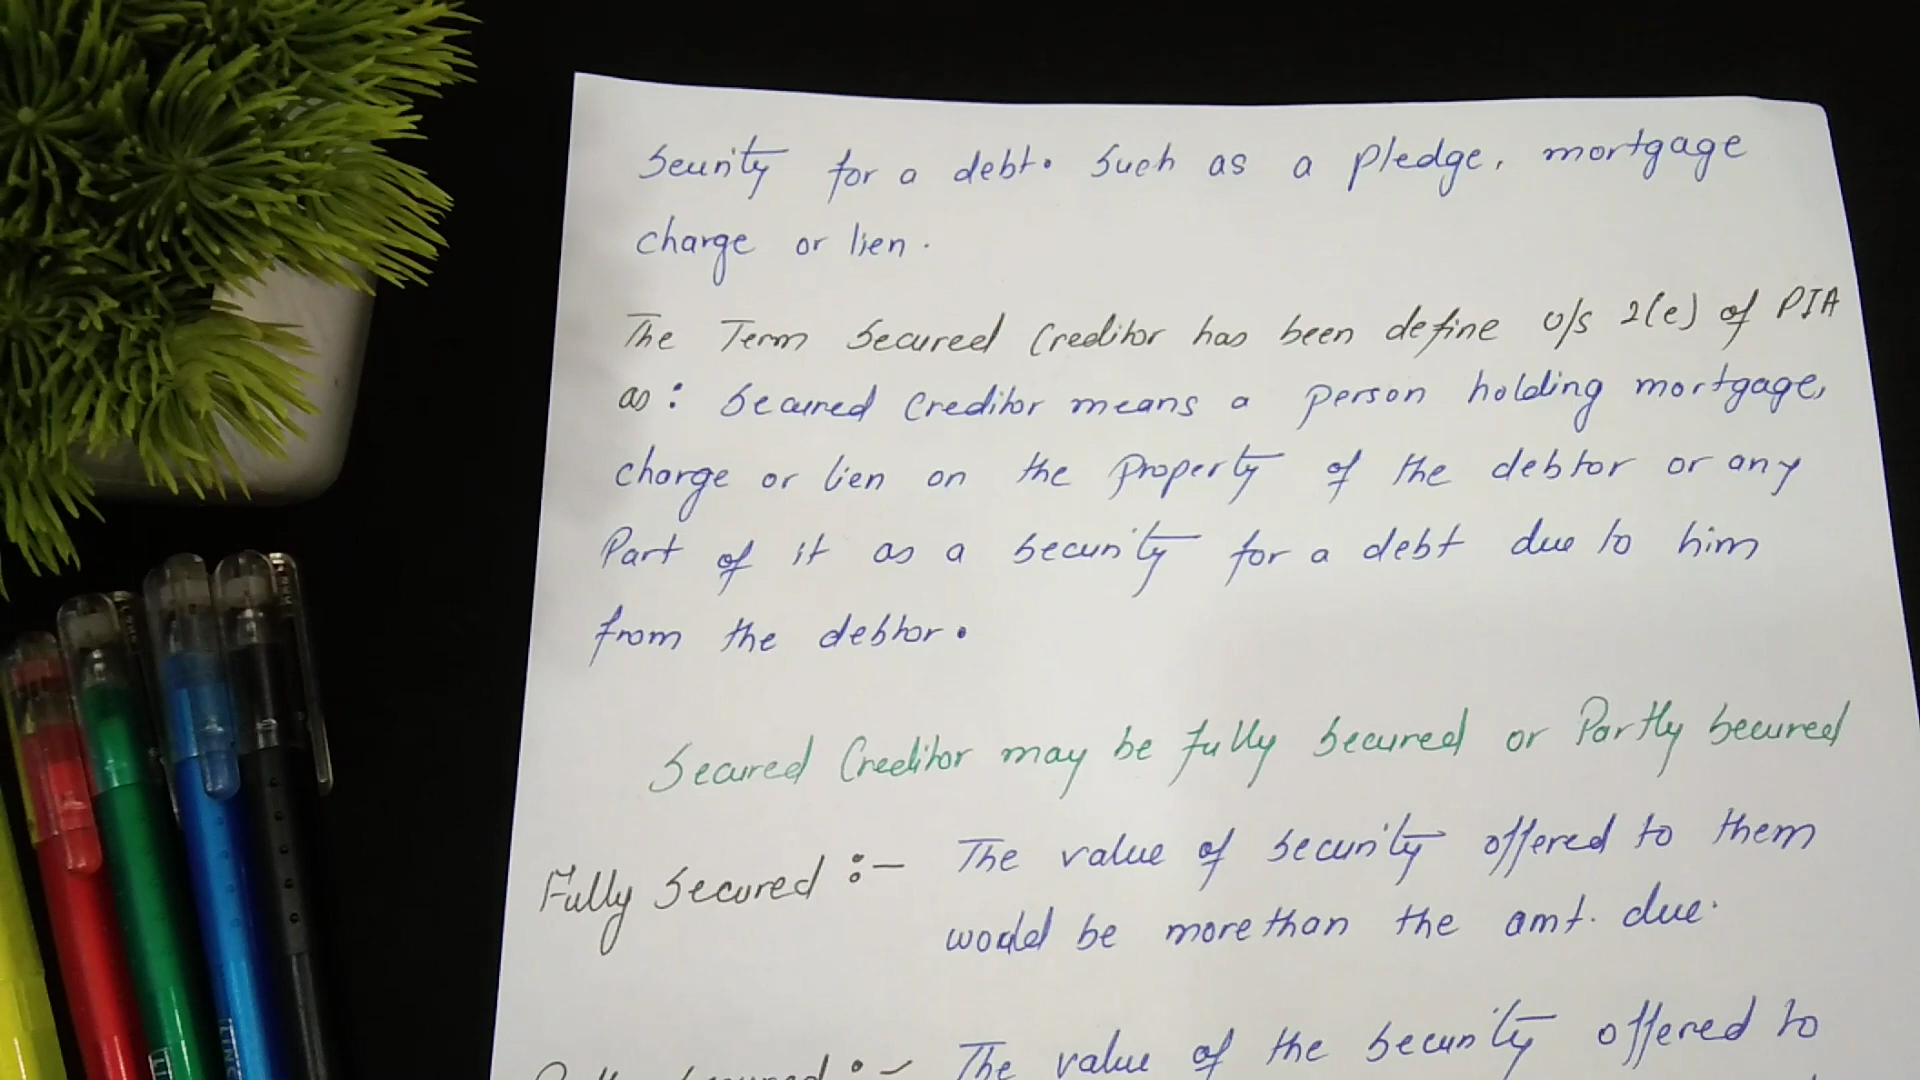 Seurity for a debt. Such as a pledge, mortgage
charge or lien.
The Term Secured Creditor has been define U/S 2(e) of PIA
as: Secured Creditor means a person holding mortgage,
charge or lien on the property of the debtor or any
Part of it as a security for a debt due to him
from the debtor.
Secured Creditor may be fully Secured or Partly Secured
Fully Secured :- The value of Security offered to them
would be more than the amt. due.
The value of the Security offered to